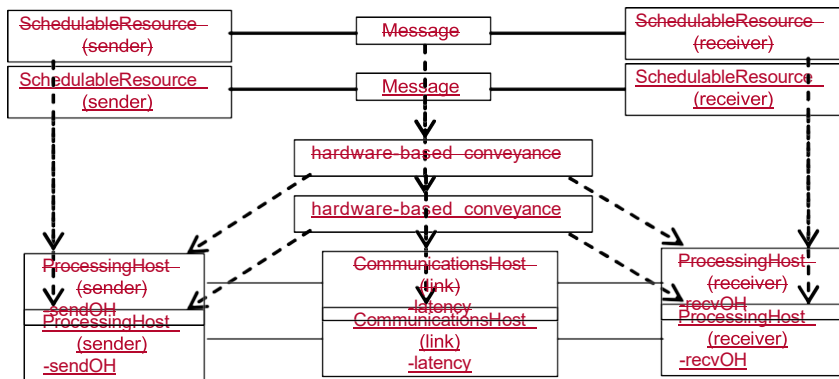 SchedulableResource
(sender)
Message
SchedulableResource
(receiver)
SchedulableResource
(sender)
Message
SchedulableResource
(receiver)
hardware-based conveyance
hardware-based conveyance
ProcessingHost
(sender)
-sendOH
CommunicationsHost
(link)
-latency
ProcessingHost
(receiver)
-recvOH
ProcessingHost
(sender)
-sendOH
CommunicationsHost
(link)
-latency
ProcessingHost
(receiver)
-recvOH